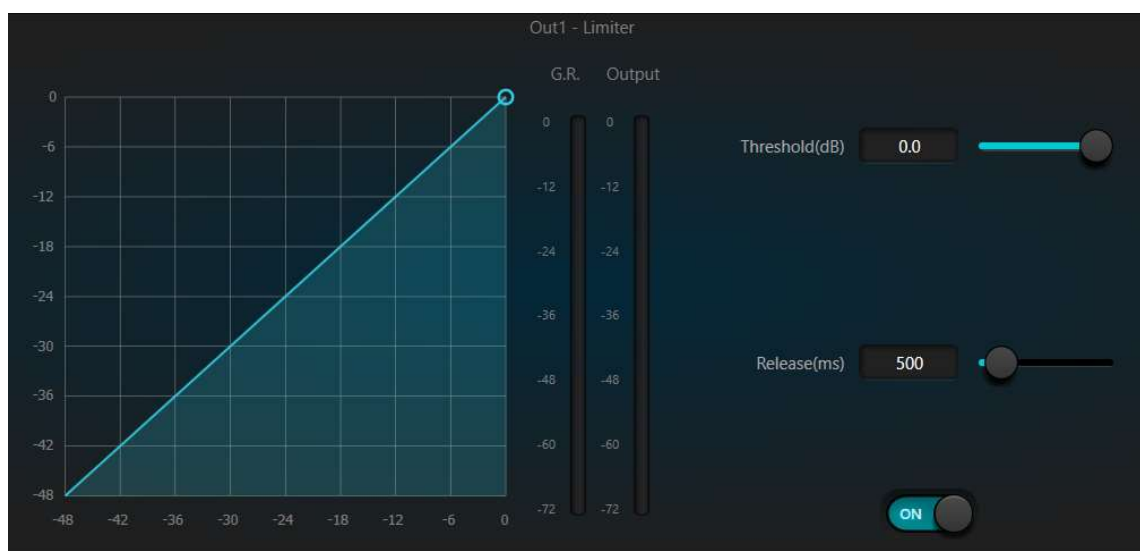 Out1 - Limiter
G.R. Output
0
-6
-12
-18
-24
-30
-36
-42
-48
-48 -42 -36 -30 -24 -18 -12 -6 0
0 0
-12 -12
-24 -24
-36 -36
-48 -48
-60 -60
-72 -72
Threshold(dB) 0.0
Release(ms) 500
ON